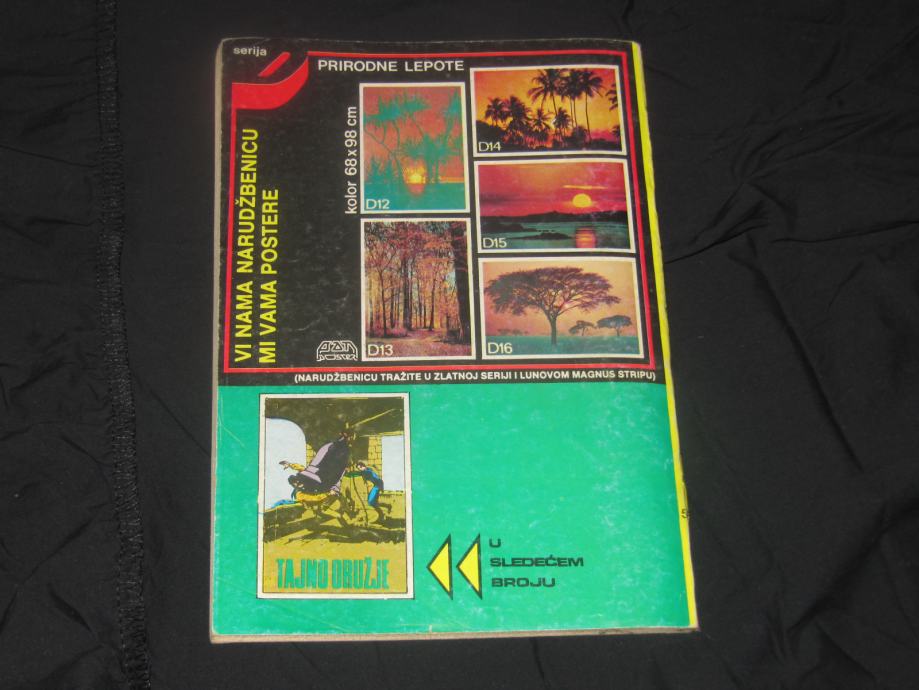 serija
PRIRODNE LEPOTE
VI NAMA NARUDŽBENICU
MI VAMA POSTERE
kolor 68x98 cm
D12
D14
D15
D13
D16
POSTER
(NARUDŽBENICU TRAŽITE U ZLATNOJ SERIJI I LUNOVOM MAGNUS STRIPU)
TAJNO ORUŽJE
U
SLEDEĆEM
BROJU